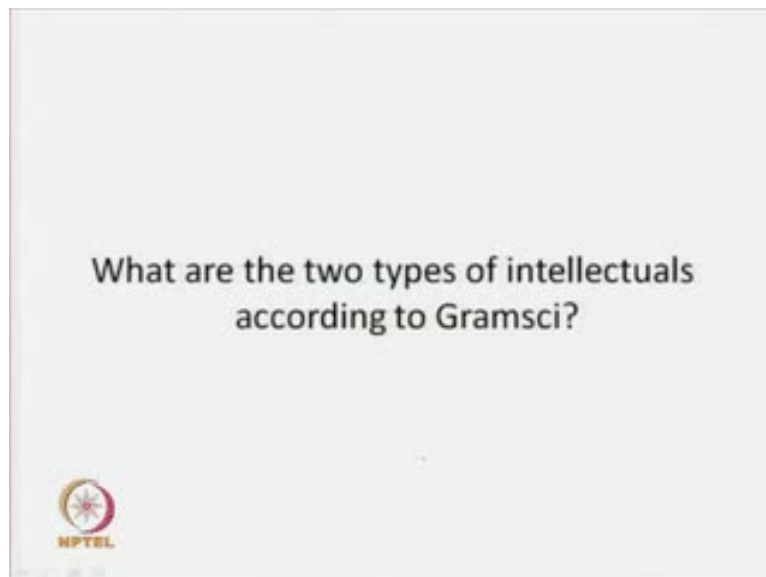 What are the two types of intellectuals
according to Gramsci?
NPTEL